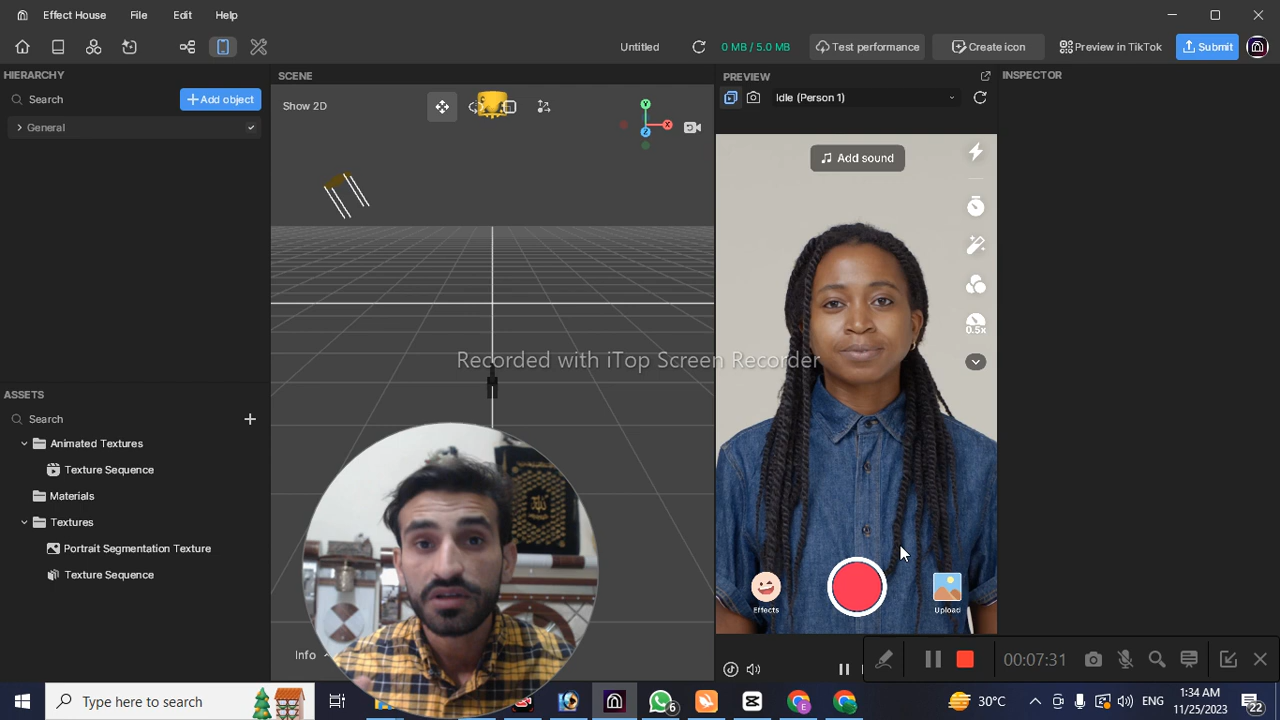 Effect House File Edit Help
Untitled 0 MB / 5.0 MB Test performance Create icon Preview in TikTok Submit
HIERARCHY
Search
Add object
General
SCENE
Show 2D
Y
X
Z
Info
PREVIEW
Idle (Person 1)
Add sound
0.5x
Effects
Upload
INSPECTOR
Recorded with iTop Screen Recorder
ASSETS
Search
Animated Textures
Texture Sequence
Materials
Textures
Portrait Segmentation Texture
Texture Sequence
00:07:31
Type here to search
6
30°C
ENG
1:34 AM
11/25/2023
22